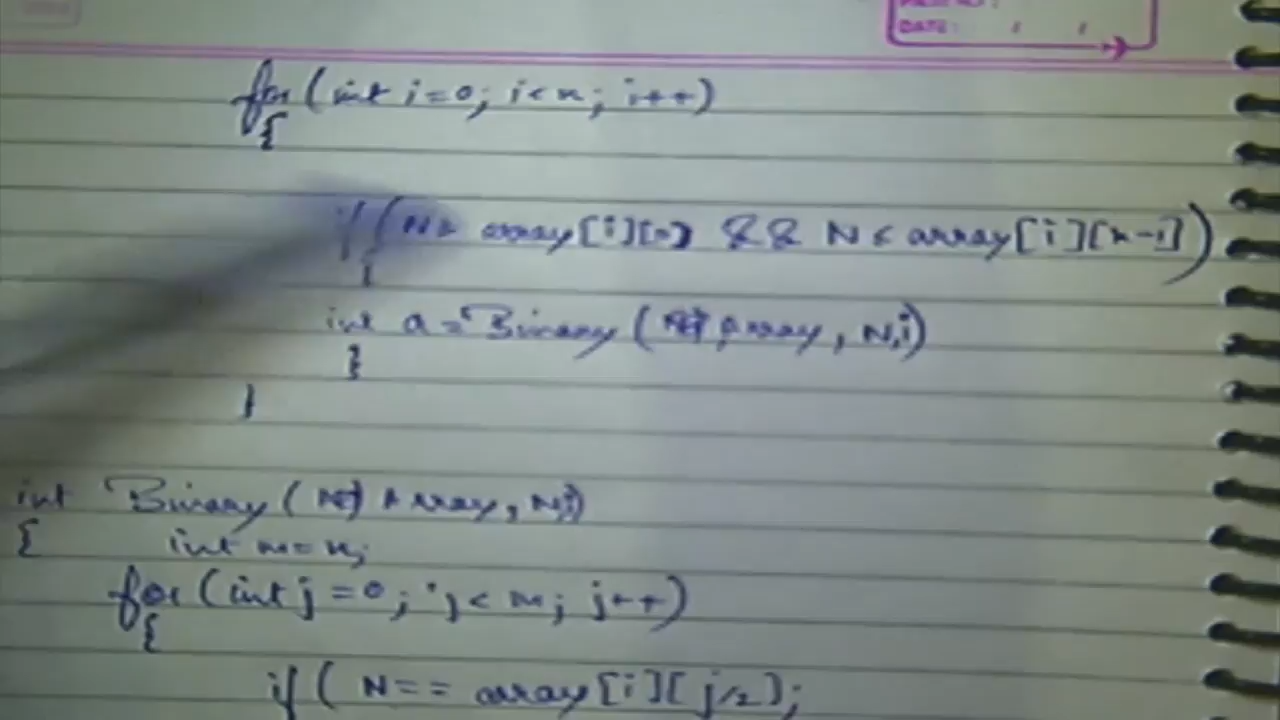 DATE: / /
for (int i=0; i<n; i++)
{
if (N> array[i][0] && N< array[i][n-1])
{
int a = Binary ( Array, N,i)
}
}
int Binary ( Array, N,i)
{ int m=n;
for (int j=0; j<m; j++)
{
if ( N== array[i][j/2];